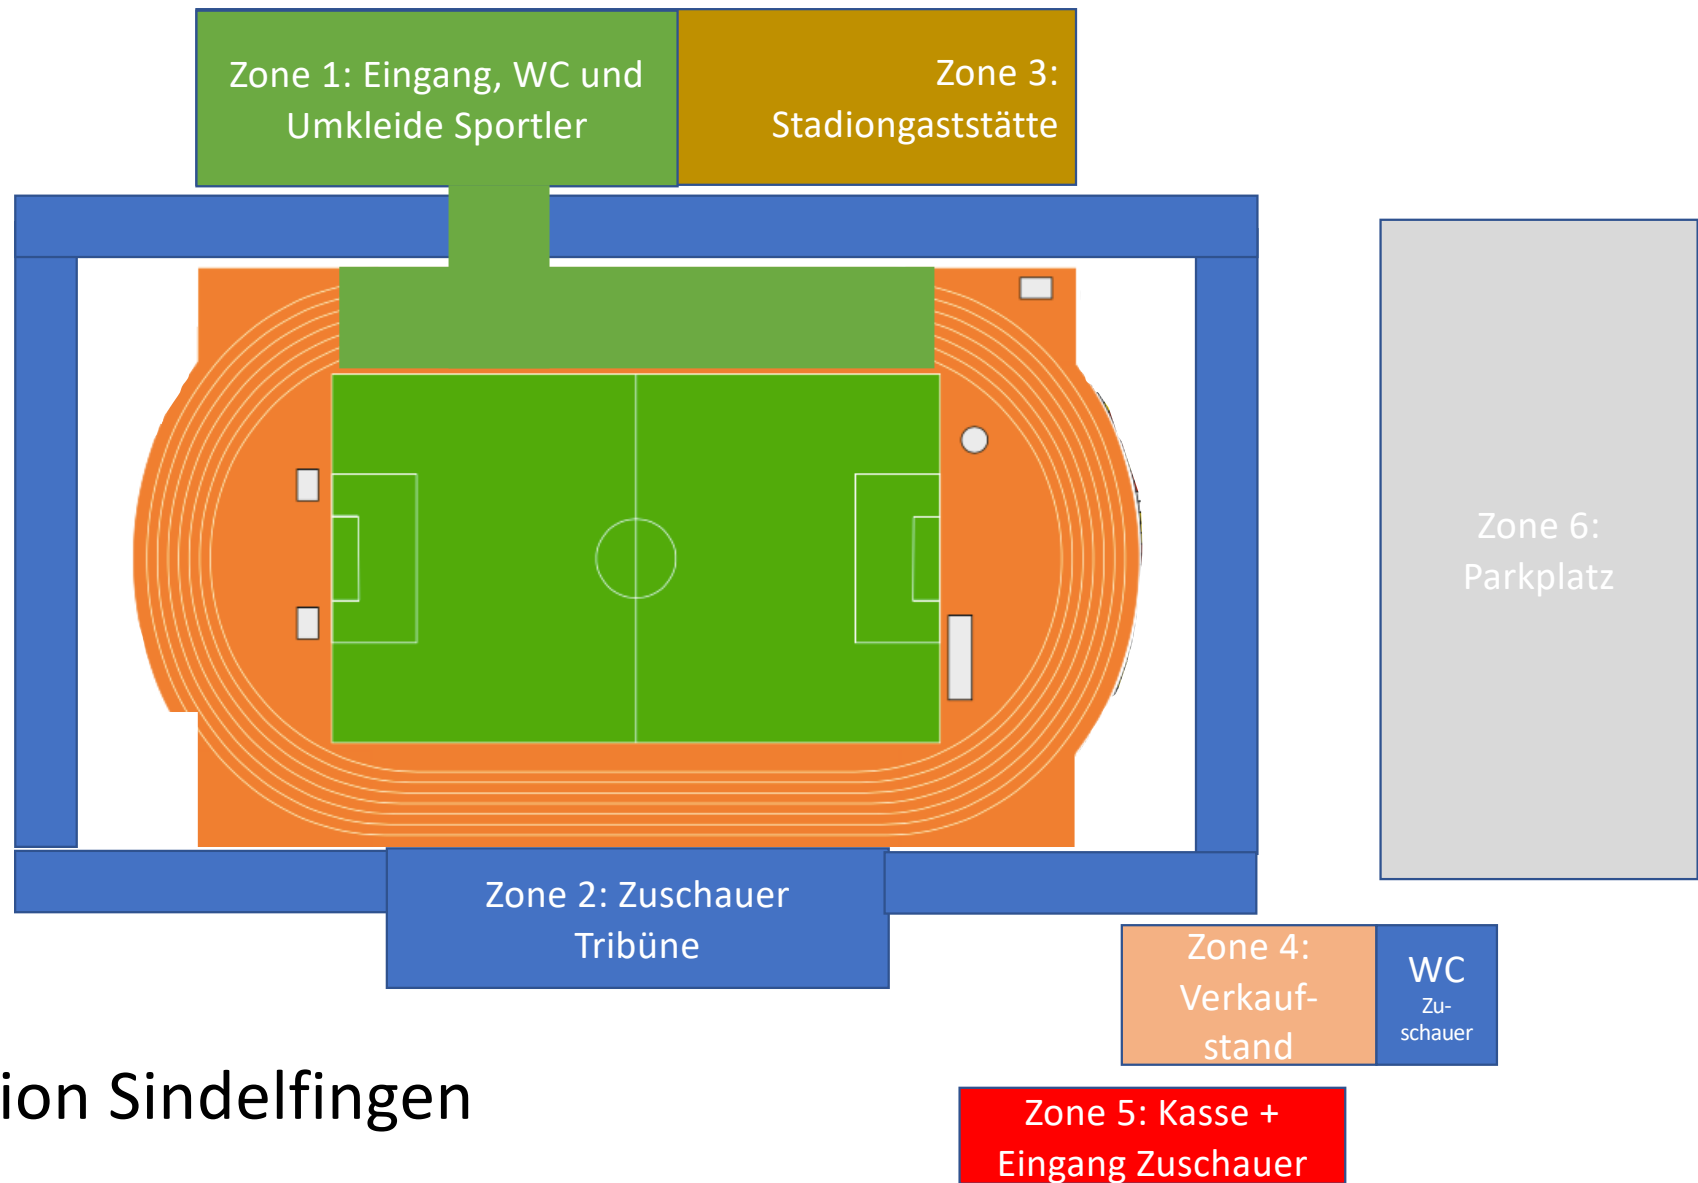 Zone 1: Eingang, WC und
Umkleide Sportler
Zone 3:
Stadiongaststätte
Zone 6:
Parkplatz
Zone 2: Zuschauer
Tribüne
Zone 4:
Verkauf-
stand
WC
Zu-
schauer
ion Sindelfingen
Zone 5: Kasse +
Eingang Zuschauer